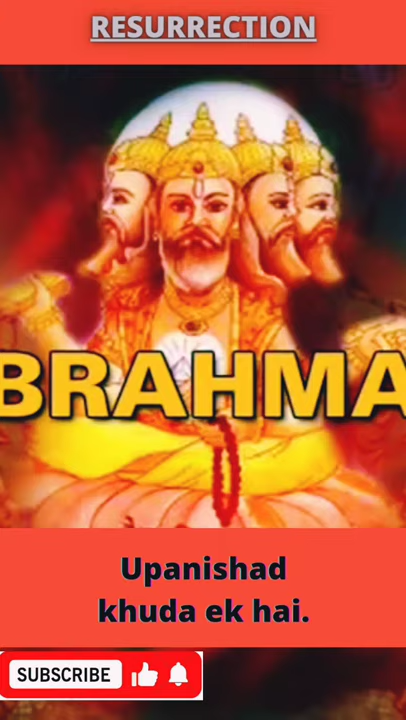 RESURRECTION
BRAHMA
Upanishad
khuda ek hai.
SUBSCRIBE